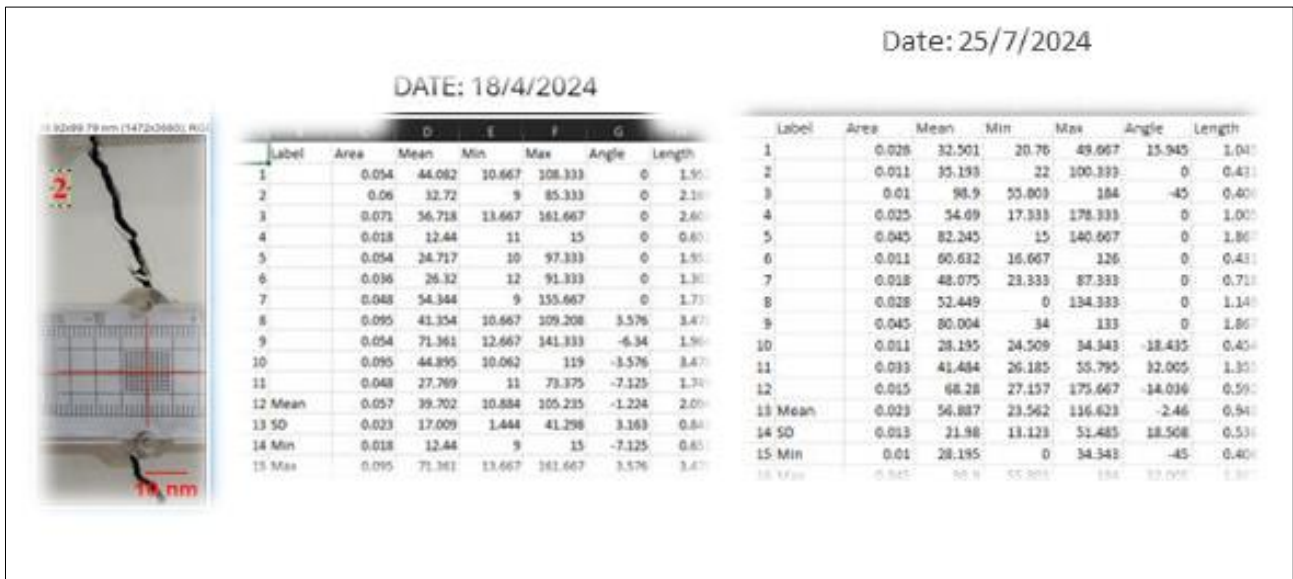 Date: 25/7/2024
DATE: 18/4/2024
(1472x2660)
2
10 nm
D E F G
Label Area Mean Min Max Angle Length
1 0.054 44.082 10.667 108.333 0
2 0.06 32.72 9 85.333 0
3 0.071 56.718 13.667 161.667 0
4 0.018 12.44 11 15 0
5 0.054 24.717 10 97.333 0
6 0.036 26.32 12 91.333 0
7 0.048 54.344 9 155.667 0
8 0.095 41.354 10.667 109.208 3.576
9 0.054 71.361 12.667 141.333 -6.34
10 0.095 44.895 10.062 119 -3.576
11 0.048 27.769 11 73.375 -7.125
12 Mean 0.057 39.702 10.884 105.235 -1.224
13 SD 0.023 17.009 1.444 41.298 3.163
14 Min 0.018 12.44 9 15 -7.125
15 Max 0.095 71.361 13.667 161.667 3.576
Label Area Mean Min Max Angle Length
1 0.028 32.501 20.76 49.667 15.945
2 0.011 35.193 22 100.333 0
3 0.01 98.9 55.803 184 -45
4 0.025 54.69 17.333 178.333 0
5 0.045 82.245 15 140.667 0
6 0.011 60.632 16.667 126 0
7 0.018 48.075 23.333 87.333 0
8 0.028 52.449 0 134.333 0
9 0.045 80.004 34 133 0
10 0.011 28.195 24.509 34.343 -18.435
11 0.033 41.484 26.185 55.795 32.005
12 0.015 68.28 27.157 175.667 -14.036
13 Mean 0.023 56.887 23.562 116.623 -2.46
14 SD 0.013 21.98 13.123 51.485 18.508
15 Min 0.01 28.195 0 34.343 -45